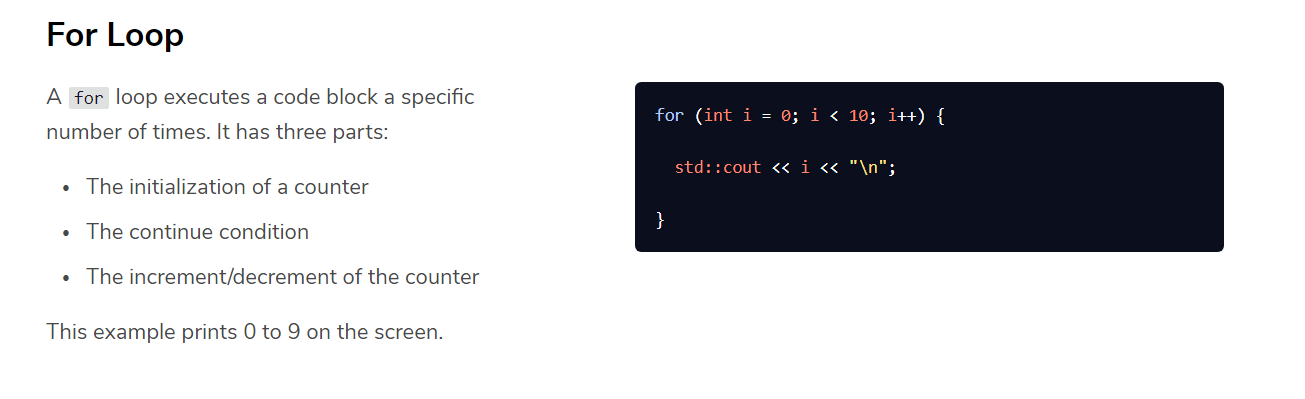 For Loop
A for loop executes a code block a specific
number of times. It has three parts:
• The initialization of a counter
• The continue condition
• The increment/decrement of the counter
This example prints 0 to 9 on the screen.
for (int i = 0; i < 10; i++) {
  std::cout << i << "\n";
}